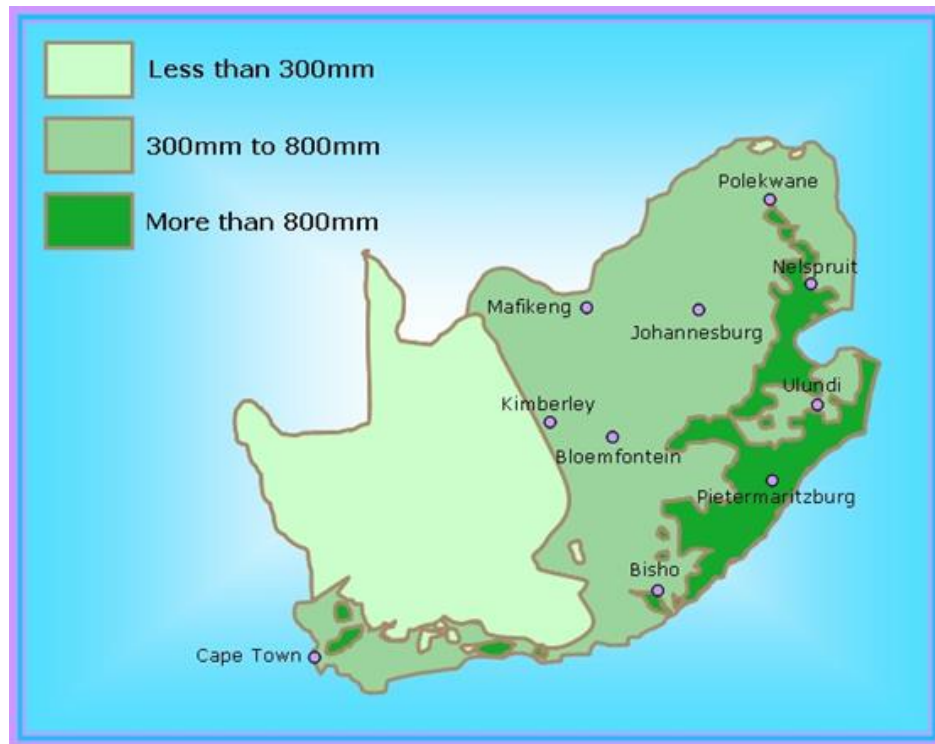 Less than 300mm
300mm to 800mm
More than 800mm
Polekwane
Nelspruit
Mafikeng
Johannesburg
Ulundi
Kimberley
Bloemfontein
Pietermaritzburg
Bisho
Cape Town